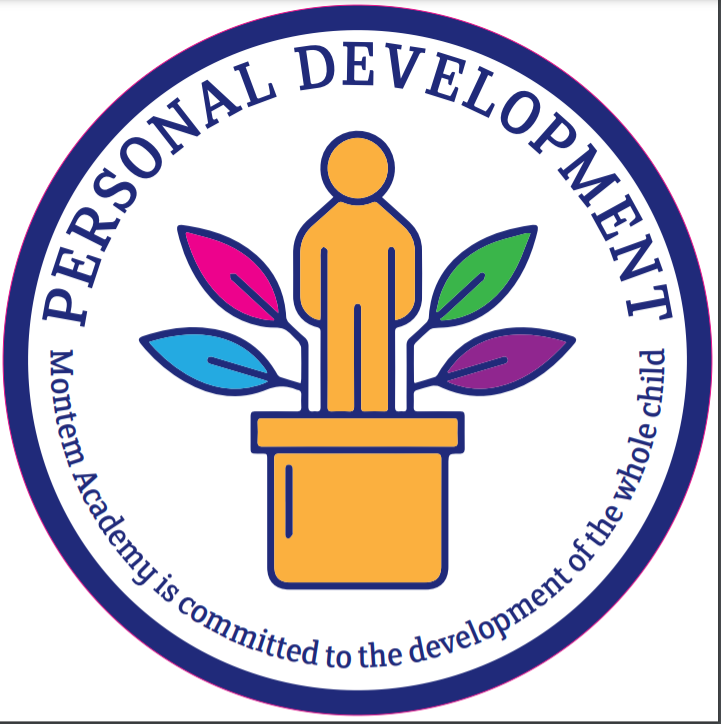 PERSONAL DEVELOPMENT
Montem Academy is committed to the development of the whole child